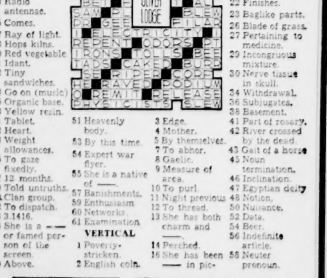 Radio
antennae.
Comes.
Ray of light.
Hops kilns.
Red vegetable
Idant.
Tiny
sandwiches.
Go on (music)
Organic base.
Yellow resin.
Tablet.
Heart.
Weight
allowances.
To gaze
fixedly.
12 months.
Told untruths.
Clan group.
To dispatch.
3.1416.
She is a —
or famed per-
son of the
screen.
Above.
OLIVER
LODGE
51 Heavenly
body.
53 By this time.
54 Expert war
flyer.
55 She is a native
of —.
57 Banishments.
59 Enthusiasm
60 Networks
61 Examination
VERTICAL
1 Poverty-
stricken.
2 English coin.
3 Edge.
4 Mother.
5 By themselves.
7 To abhor.
8 Gaelic.
9 Measure of
area.
10 To purl.
11 Night previous
12 To thread.
13 She has both
charm and
—.
14 Perched.
16 She has been
— in pic-
22 Finishes.
23 Baglike parts.
26 Blade of grass.
27 Pertaining to
medicine.
29 Incongruous
mixture.
30 Nerve tissue
in skull.
34 Withdrawal.
36 Subjugates.
38 Basement.
41 Part of rosary.
42 River crossed
by the dead.
43 Gait of a horse
45 Noun
termination.
46 Inclination.
47 Egyptian deity
48 Notion.
50 Nuisance.
52 Data.
54 Beer.
56 Indefinite
article.
58 Neuter
pronoun.